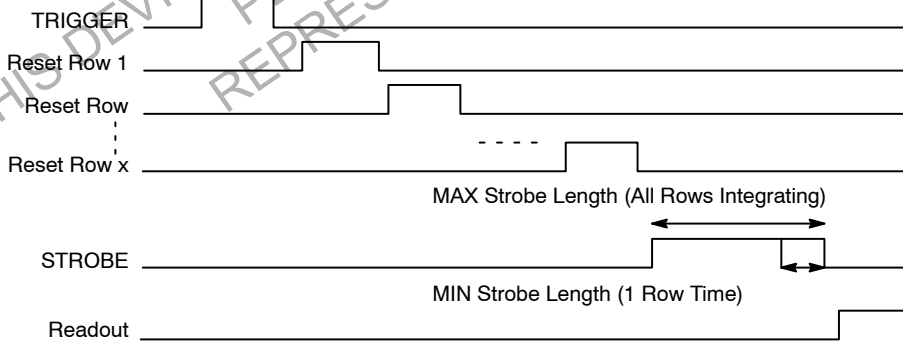 TRIGGER
Reset Row 1
Reset Row
Reset Row x
MAX Strobe Length (All Rows Integrating)
STROBE
MIN Strobe Length (1 Row Time)
Readout